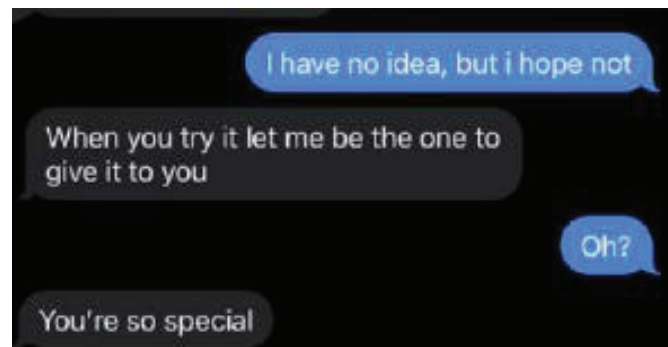 I have no idea, but i hope not
When you try it let me be the one to
give it to you
Oh?
You're so special